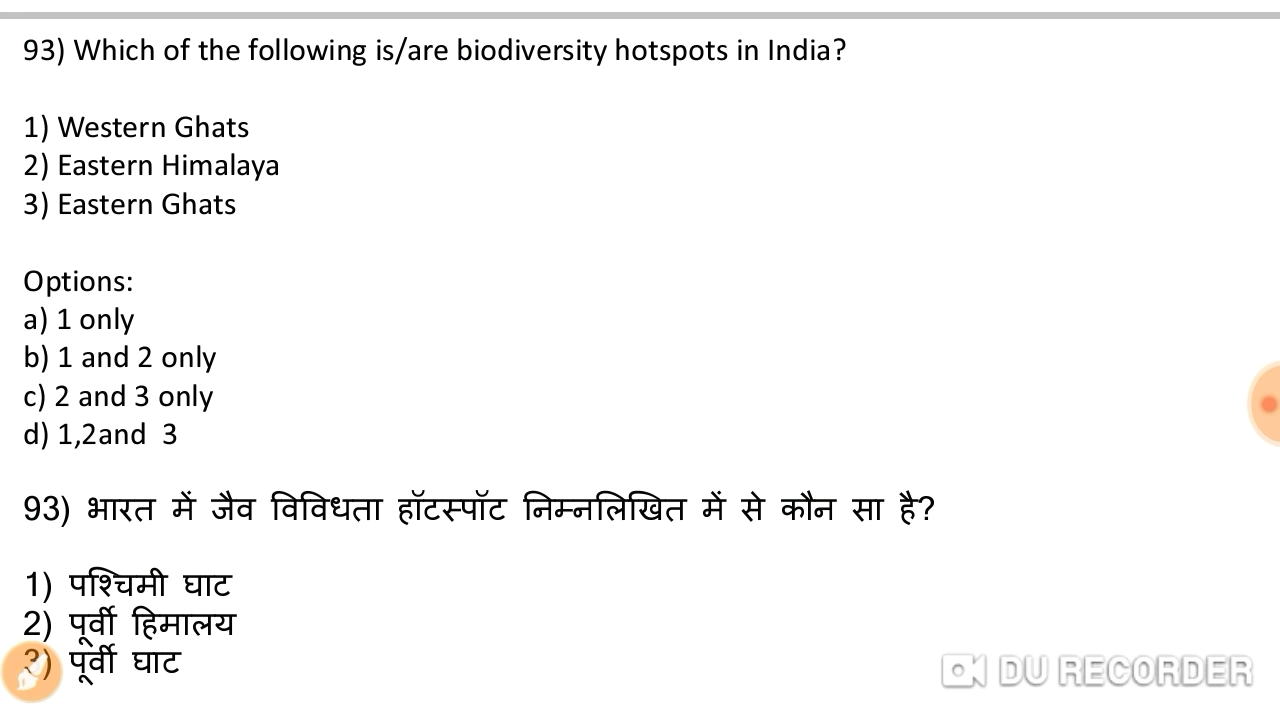 93) Which of the following is/are biodiversity hotspots in India?
1) Western Ghats
2) Eastern Himalaya
3) Eastern Ghats
Options:
a) 1 only
b) 1 and 2 only
c) 2 and 3 only
d) 1,2and 3
93) भारत में जैव विविधता हॉटस्पॉट निम्नलिखित में से कौन सा है?
1) पश्चिमी घाट
2) पूर्वी हिमालय
3) पूर्वी घाट
DU RECORDER